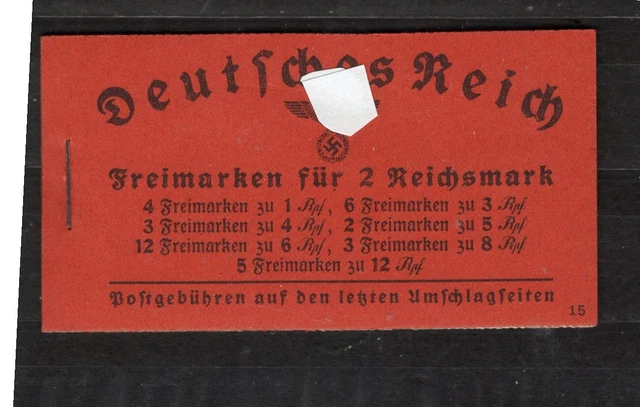 Deutsches Reich
Freimarken für 2 Reichsmark
4 Freimarken zu 1 Rpf, 6 Freimarken zu 3 Rpf
3 Freimarken zu 4 Rpf, 2 Freimarken zu 5 Rpf
12 Freimarken zu 6 Rpf, 3 Freimarken zu 8 Rpf
5 Freimarken zu 12 Rpf
Postgebühren auf den letzten Umschlagseiten
15